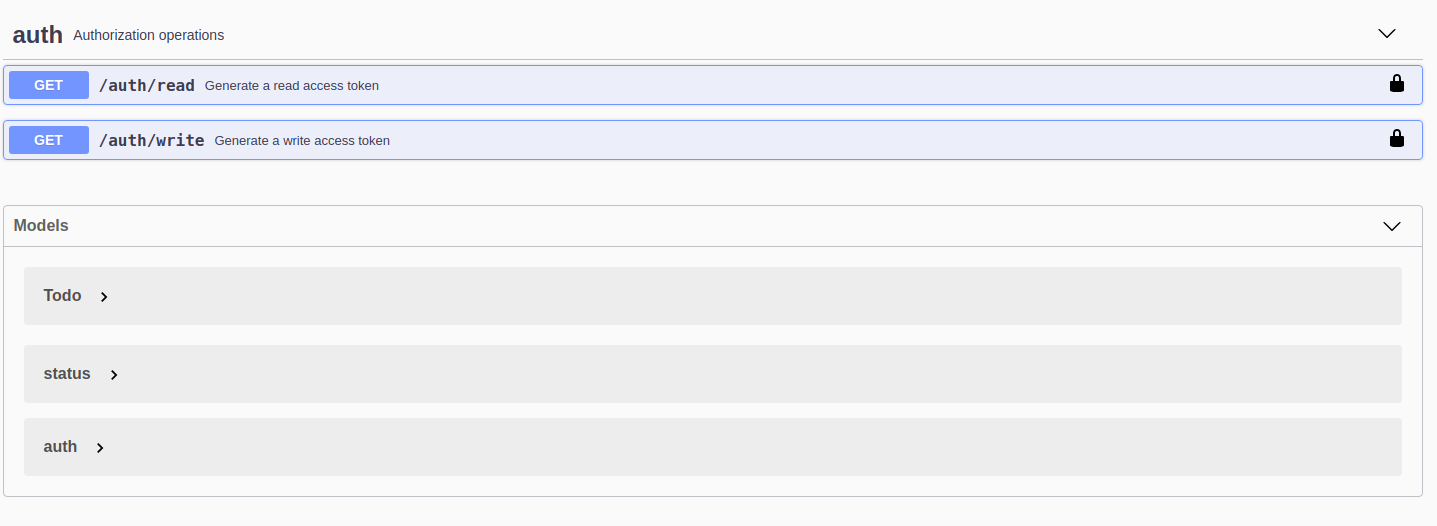 auth Authorization operations
GET /auth/read Generate a read access token
GET /auth/write Generate a write access token
Models
Todo
status
auth